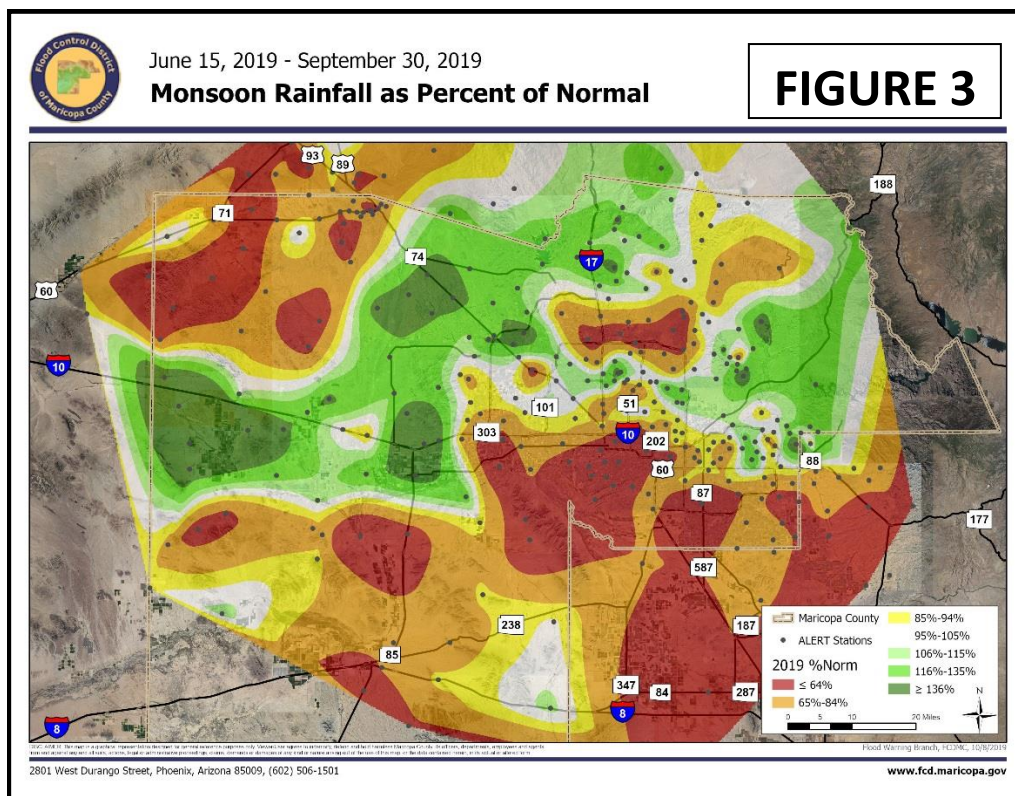 Flood Control District
of Maricopa County
June 15, 2019 - September 30, 2019
Monsoon Rainfall as Percent of Normal
FIGURE 3
93
89
188
71
74
17
60
10
101
51
303
10
202
60
88
87
177
587
238
187
85
347
84
287
8
8
Maricopa County
ALERT Stations
2019 %Norm
≤ 64%
65%-84%
85%-94%
95%-105%
106%-115%
116%-135%
≥ 136%
0 5 10 20 Miles
N
Flood Warning Branch, FCDMC, 10/8/2019
2801 West Durango Street, Phoenix, Arizona 85009, (602) 506-1501
www.fcd.maricopa.gov